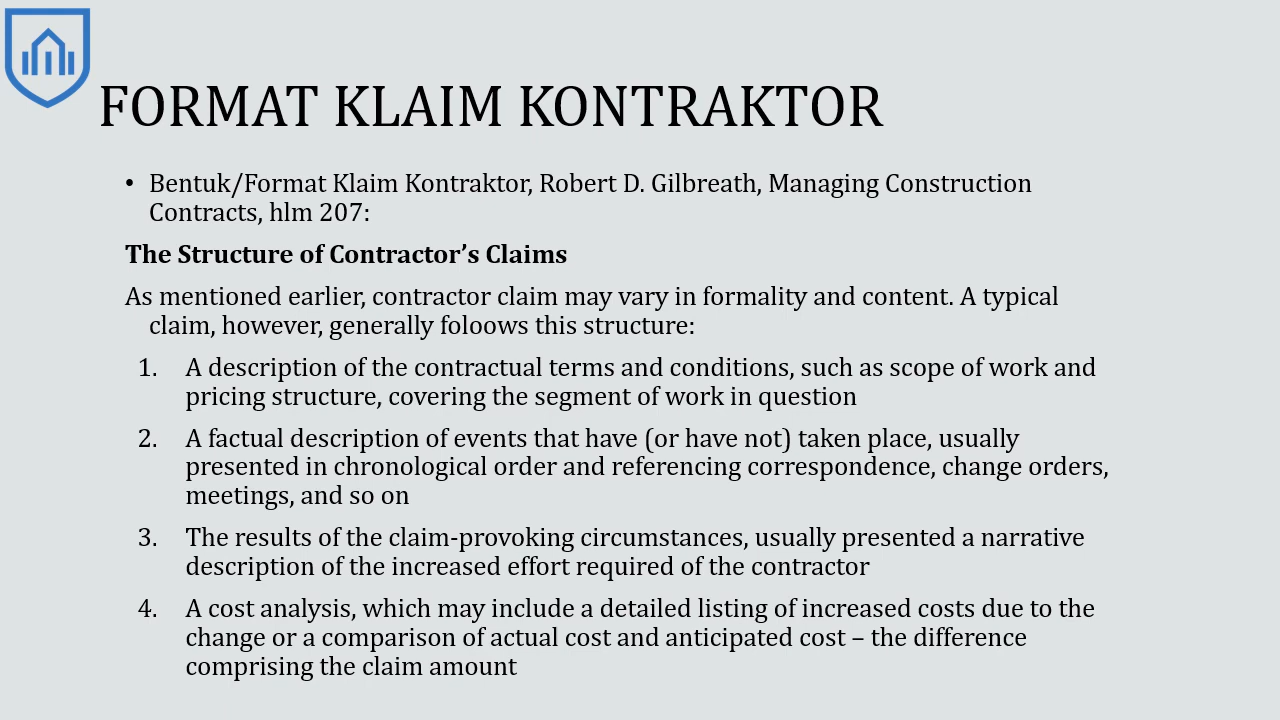 FORMAT KLAIM KONTRAKTOR
• Bentuk/Format Klaim Kontraktor, Robert D. Gilbreath, Managing Construction
Contracts, hlm 207:
The Structure of Contractor’s Claims
As mentioned earlier, contractor claim may vary in formality and content. A typical
claim, however, generally foloows this structure:
1. A description of the contractual terms and conditions, such as scope of work and
pricing structure, covering the segment of work in question
2. A factual description of events that have (or have not) taken place, usually
presented in chronological order and referencing correspondence, change orders,
meetings, and so on
3. The results of the claim-provoking circumstances, usually presented a narrative
description of the increased effort required of the contractor
4. A cost analysis, which may include a detailed listing of increased costs due to the
change or a comparison of actual cost and anticipated cost – the difference
comprising the claim amount